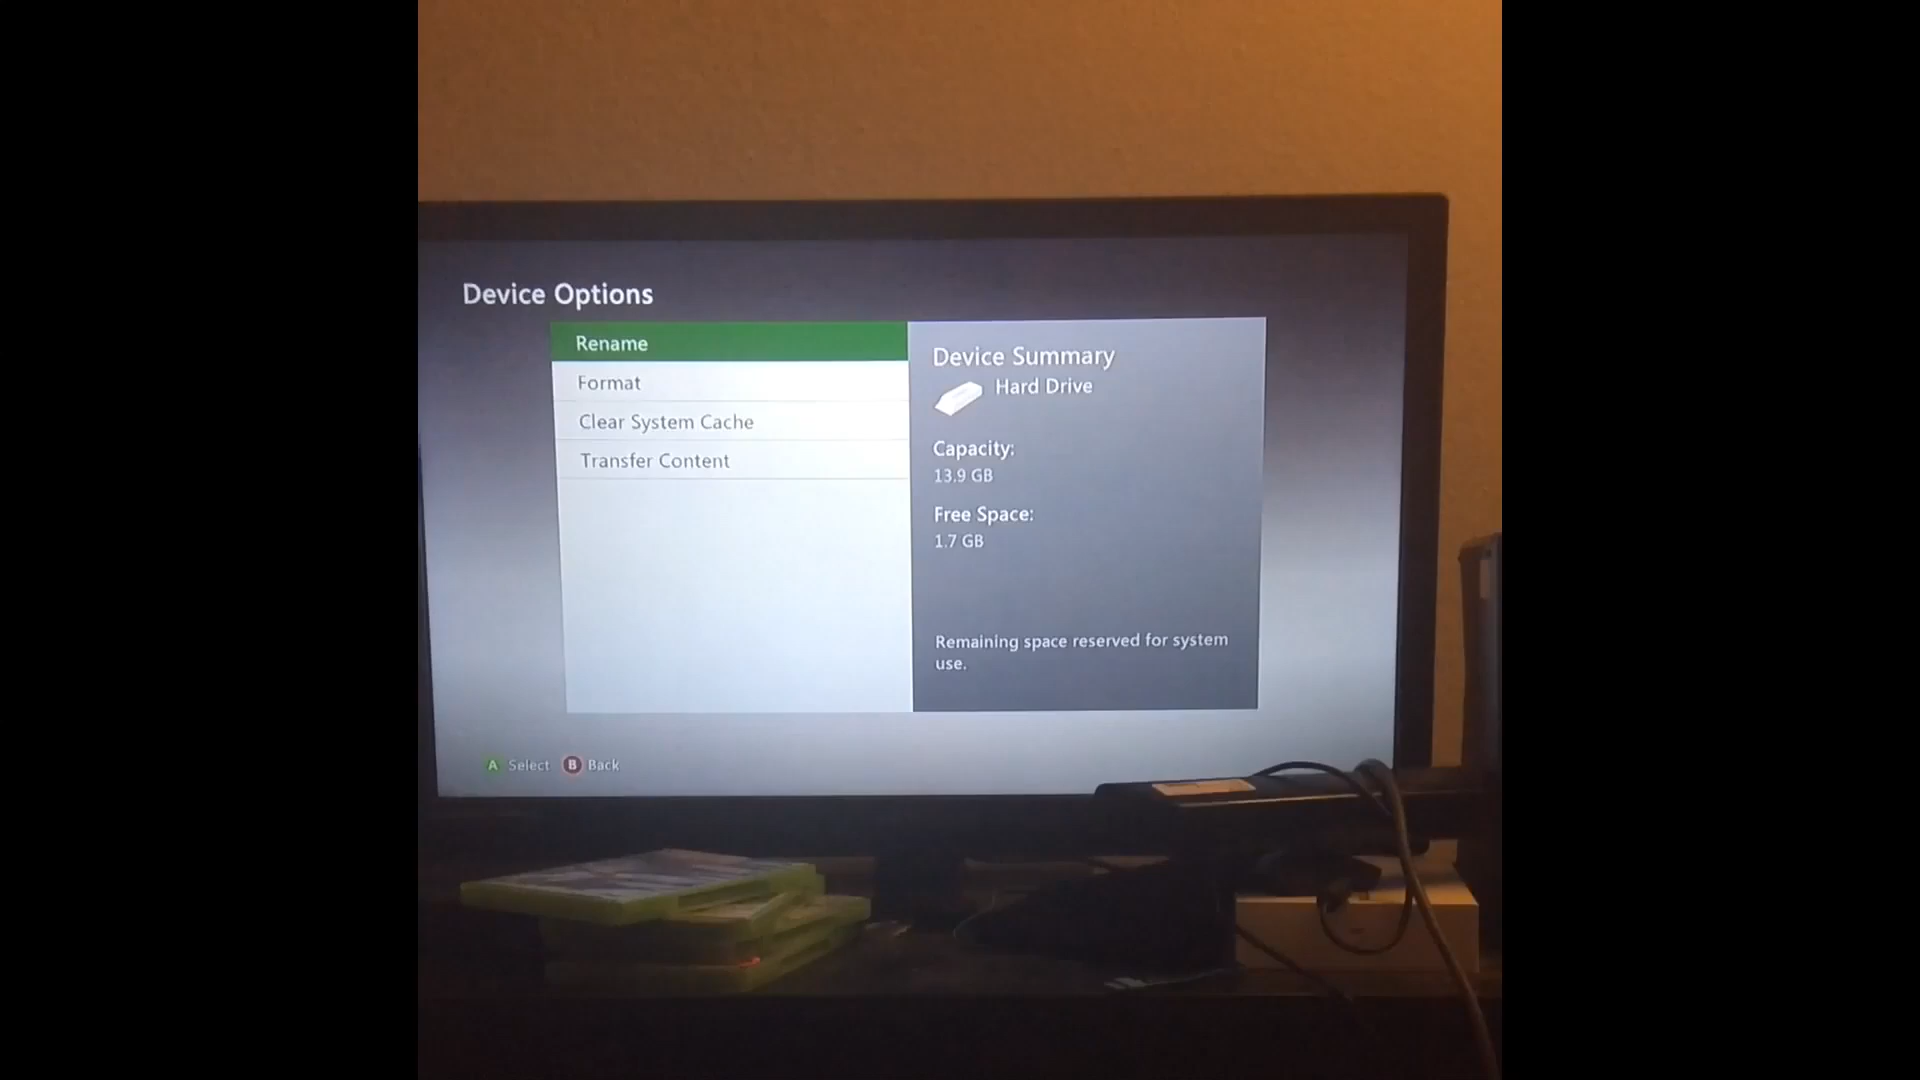 Device Options
Rename
Format
Clear System Cache
Transfer Content
Device Summary
Hard Drive
Capacity:
13.9 GB
Free Space:
1.7 GB
Remaining space reserved for system
use.
A Select B Back